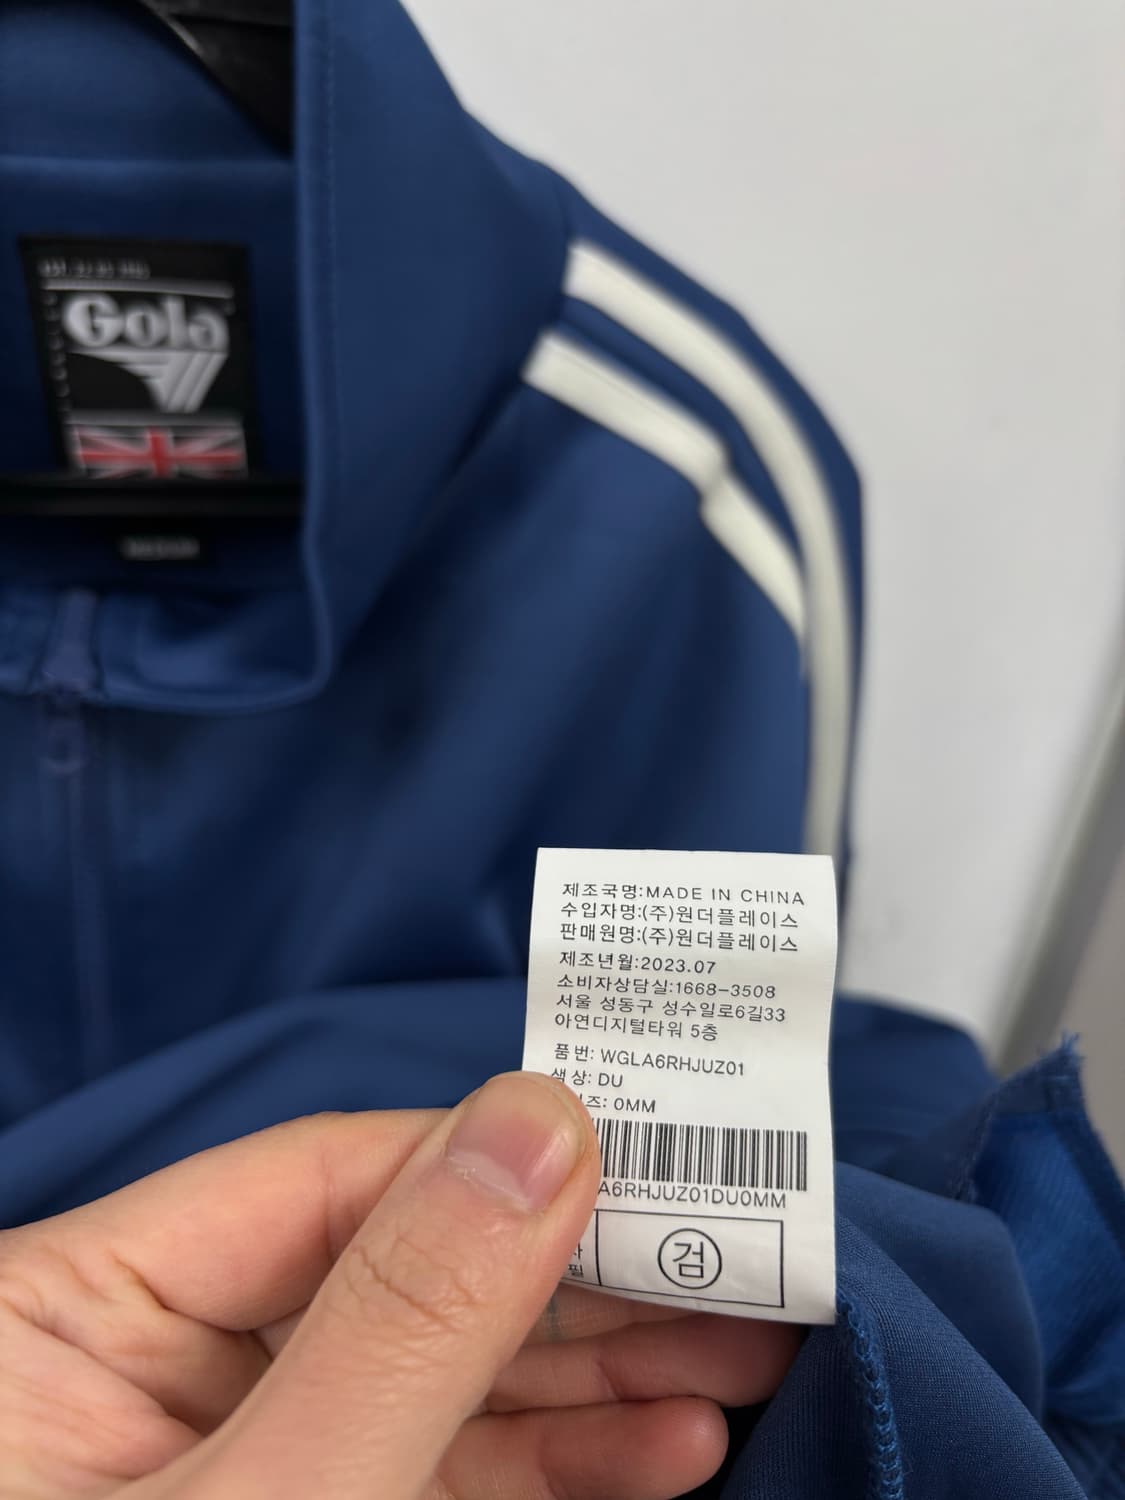 Gola
MEDIUM
제조국명:MADE IN CHINA
수입자명:(주)원더플레이스
판매원명:(주)원더플레이스
제조년월:2023.07
소비자상담실:1668-3508
서울 성동구 성수일로6길33
아연디지털타워 5층
품번: WGLA6RHJUZ01
색상: DU
즈: 0MM
A6RHJUZ01DU0MM
필
검